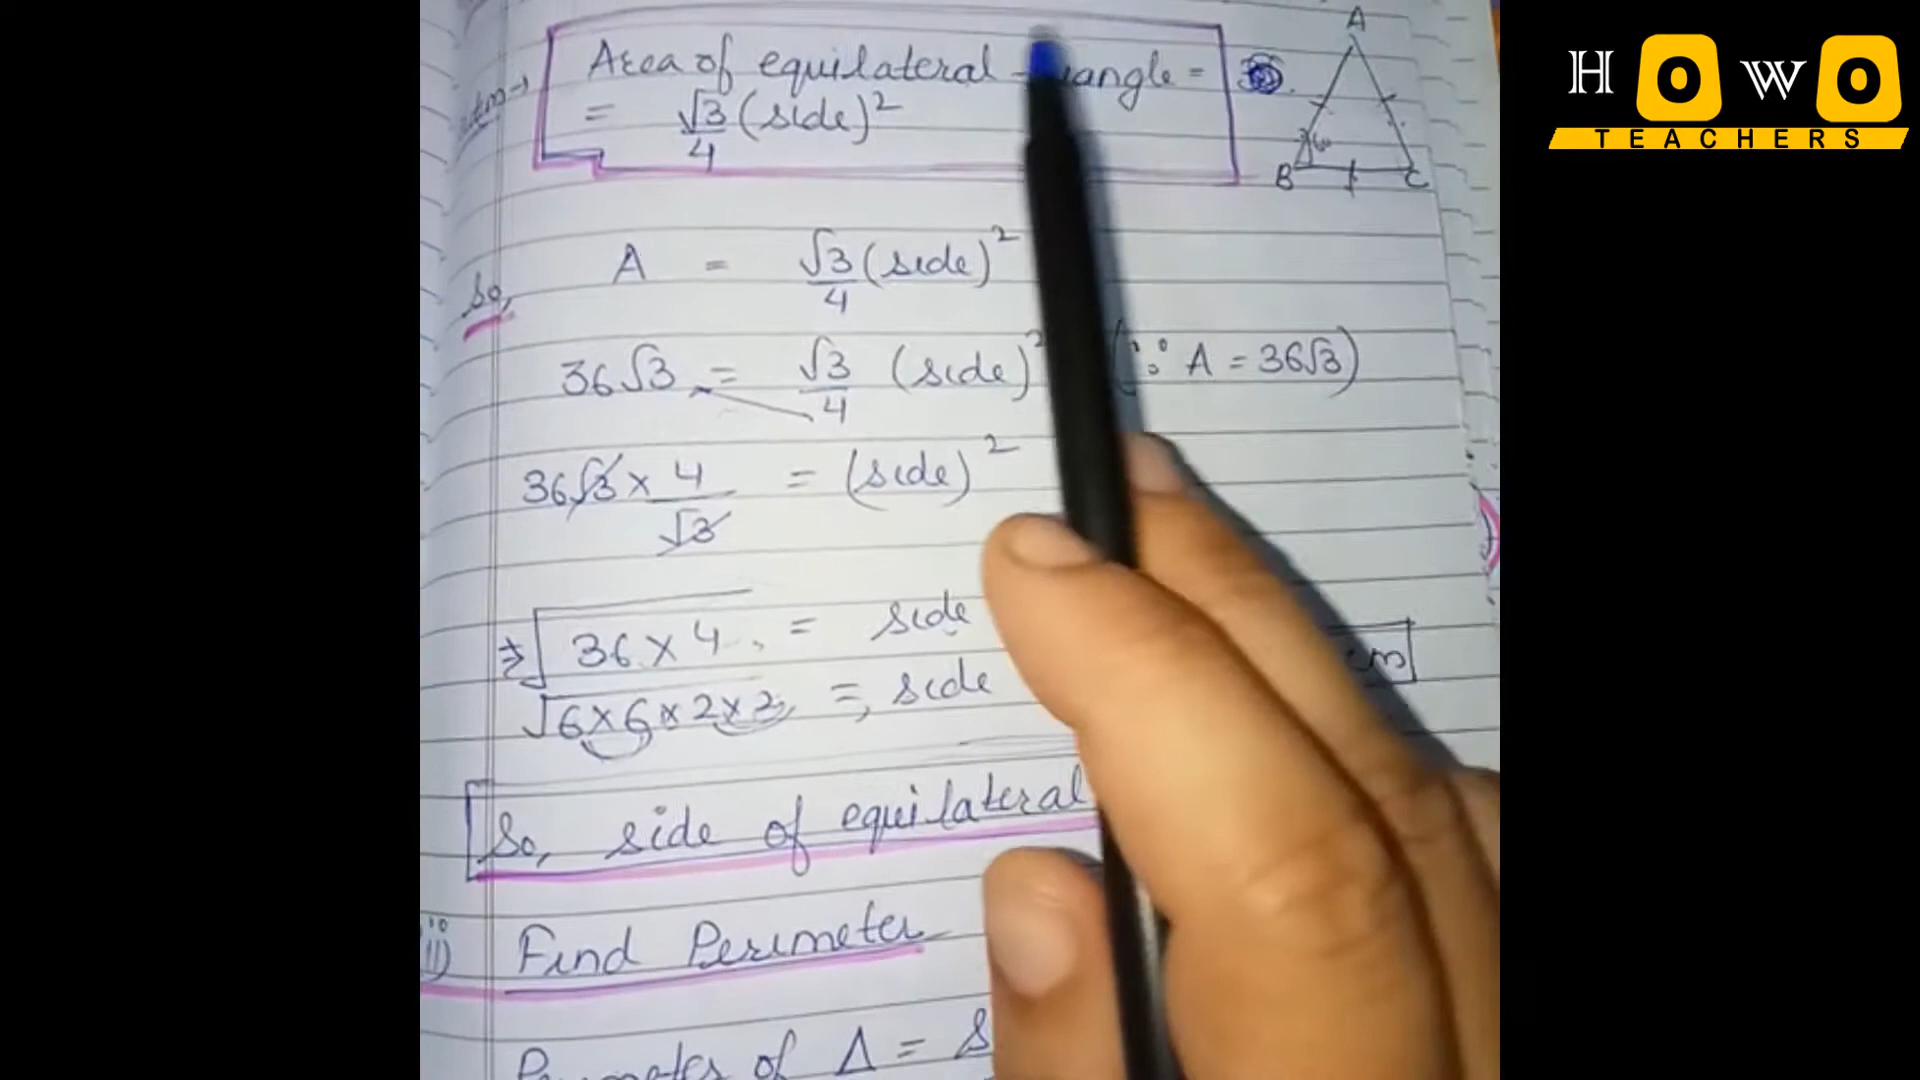 Area of equilateral = 
= √3/4 (side)²
A
60
B C
A = √3/4 (side)²
So,
36√3 = √3/4 (side)² (∵ A = 36√3)
36√3 × 4/√3 = (side)²
⇒ √36 × 4 = side
cm
√6×6×2×2 = side
So, side of equilateral
ii) Find Perimeter
Perimeter of Δ = S
HOWO
TEACHERS